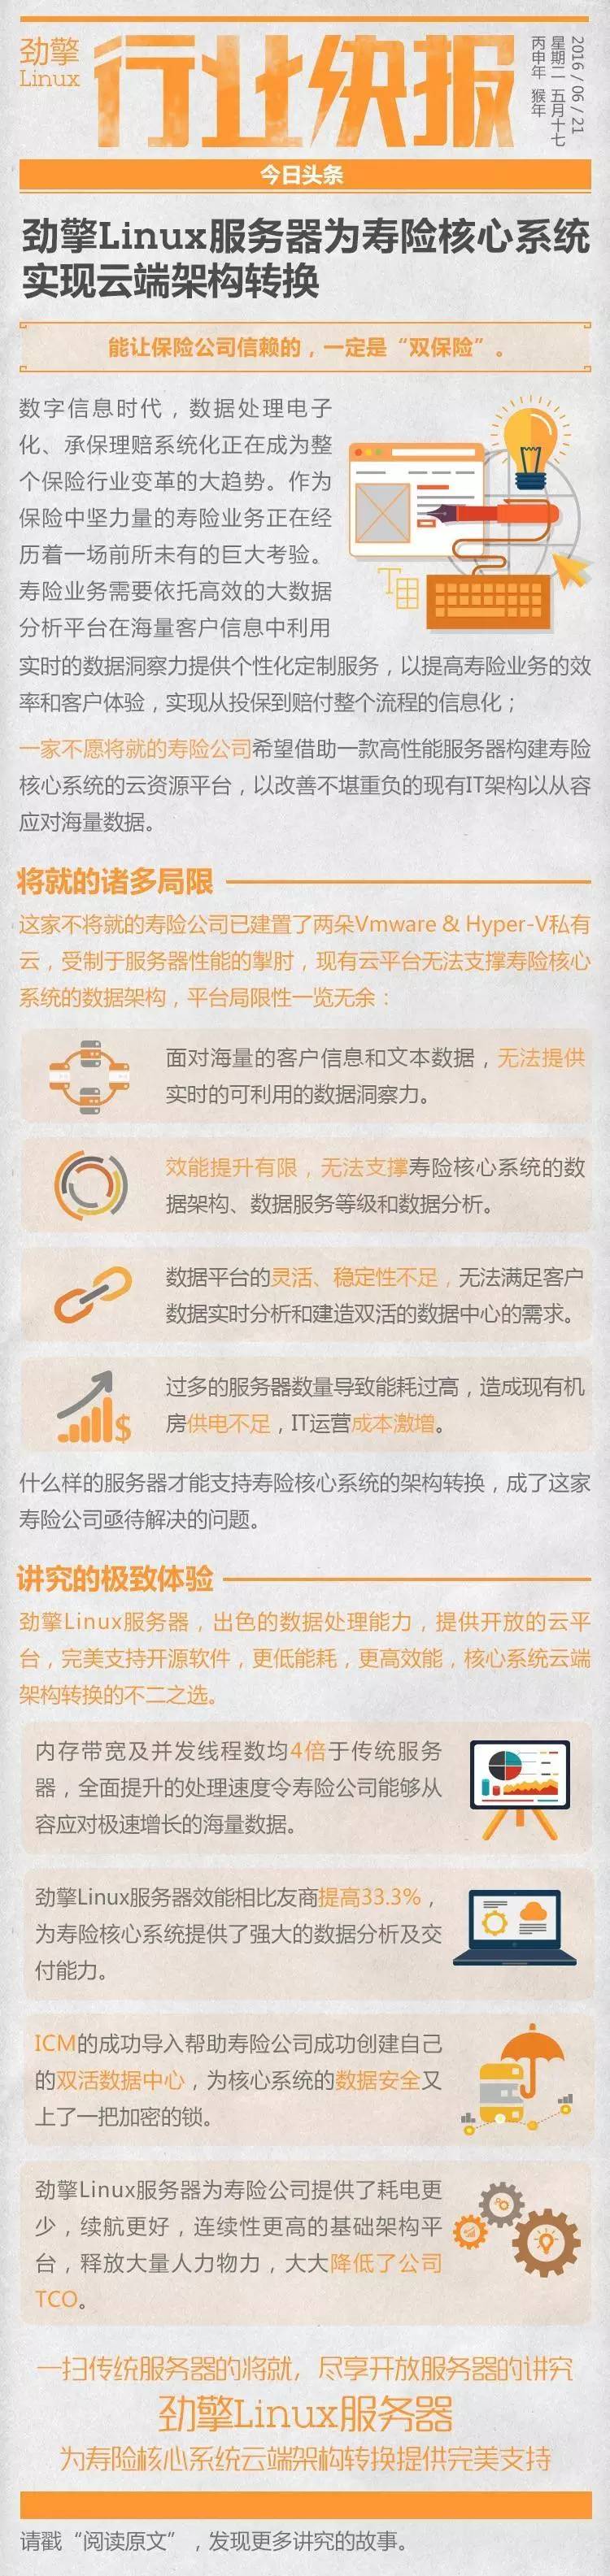 劲擎
Linux
行业快报
2016/06/21
星期二 五月十七
丙申年 猴年
今日头条
劲擎Linux服务器为寿险核心系统
实现云端架构转换
能让保险公司信赖的，一定是“双保险”。
数字信息时代，数据处理电子
化、承保理赔系统化正在成为整
个保险行业变革的大趋势。作为
保险中坚力量的寿险业务正在经
历着一场前所未有的巨大考验。
寿险业务需要依托高效的大数据
分析平台在海量客户信息中利用
实时的数据洞察力提供个性化定制服务，以提高寿险业务的效
率和客户体验，实现从投保到赔付整个流程的信息化；
一家不愿将就的寿险公司希望借助一款高性能服务器构建寿险
核心系统的云资源平台，以改善不堪重负的现有IT架构以从容
应对海量数据。
将就的诸多局限
这家不将就的寿险公司已建置了两朵Vmware & Hyper-V私有
云，受制于服务器性能的掣肘，现有云平台无法支撑寿险核心
系统的数据架构，平台局限性一览无余：
面对海量的客户信息和文本数据，无法提供
实时的可利用的数据洞察力。
效能提升有限，无法支撑寿险核心系统的数
据架构、数据服务等级和数据分析。
数据平台的灵活、稳定性不足，无法满足客户
数据实时分析和建造双活的数据中心的需求。
过多的服务器数量导致能耗过高，造成现有机
房供电不足，IT运营成本激增。
$
什么样的服务器才能支持寿险核心系统的架构转换，成了这家
寿险公司亟待解决的问题。
讲究的极致体验
劲擎Linux服务器，出色的数据处理能力，提供开放的云平
台，完美支持开源软件，更低能耗，更高效能，核心系统云端
架构转换的不二之选。
内存带宽及并发线程数均4倍于传统服务
器，全面提升的处理速度令寿险公司能够从
容应对极速增长的海量数据。
劲擎Linux服务器效能相比友商提高33.3%，
为寿险核心系统提供了强大的数据分析及交
付能力。
ICM的成功导入帮助寿险公司成功创建自己
的双活数据中心，为核心系统的数据安全又
上了一把加密的锁。
劲擎Linux服务器为寿险公司提供了耗电更
少，续航更好，连续性更高的基础架构平
台，释放大量人力物力，大大降低了公司
TCO。
一扫传统服务器的将就，尽享开放服务器的讲究
劲擎Linux服务器
为寿险核心系统云端架构转换提供完美支持
请戳“阅读原文”，发现更多讲究的故事。